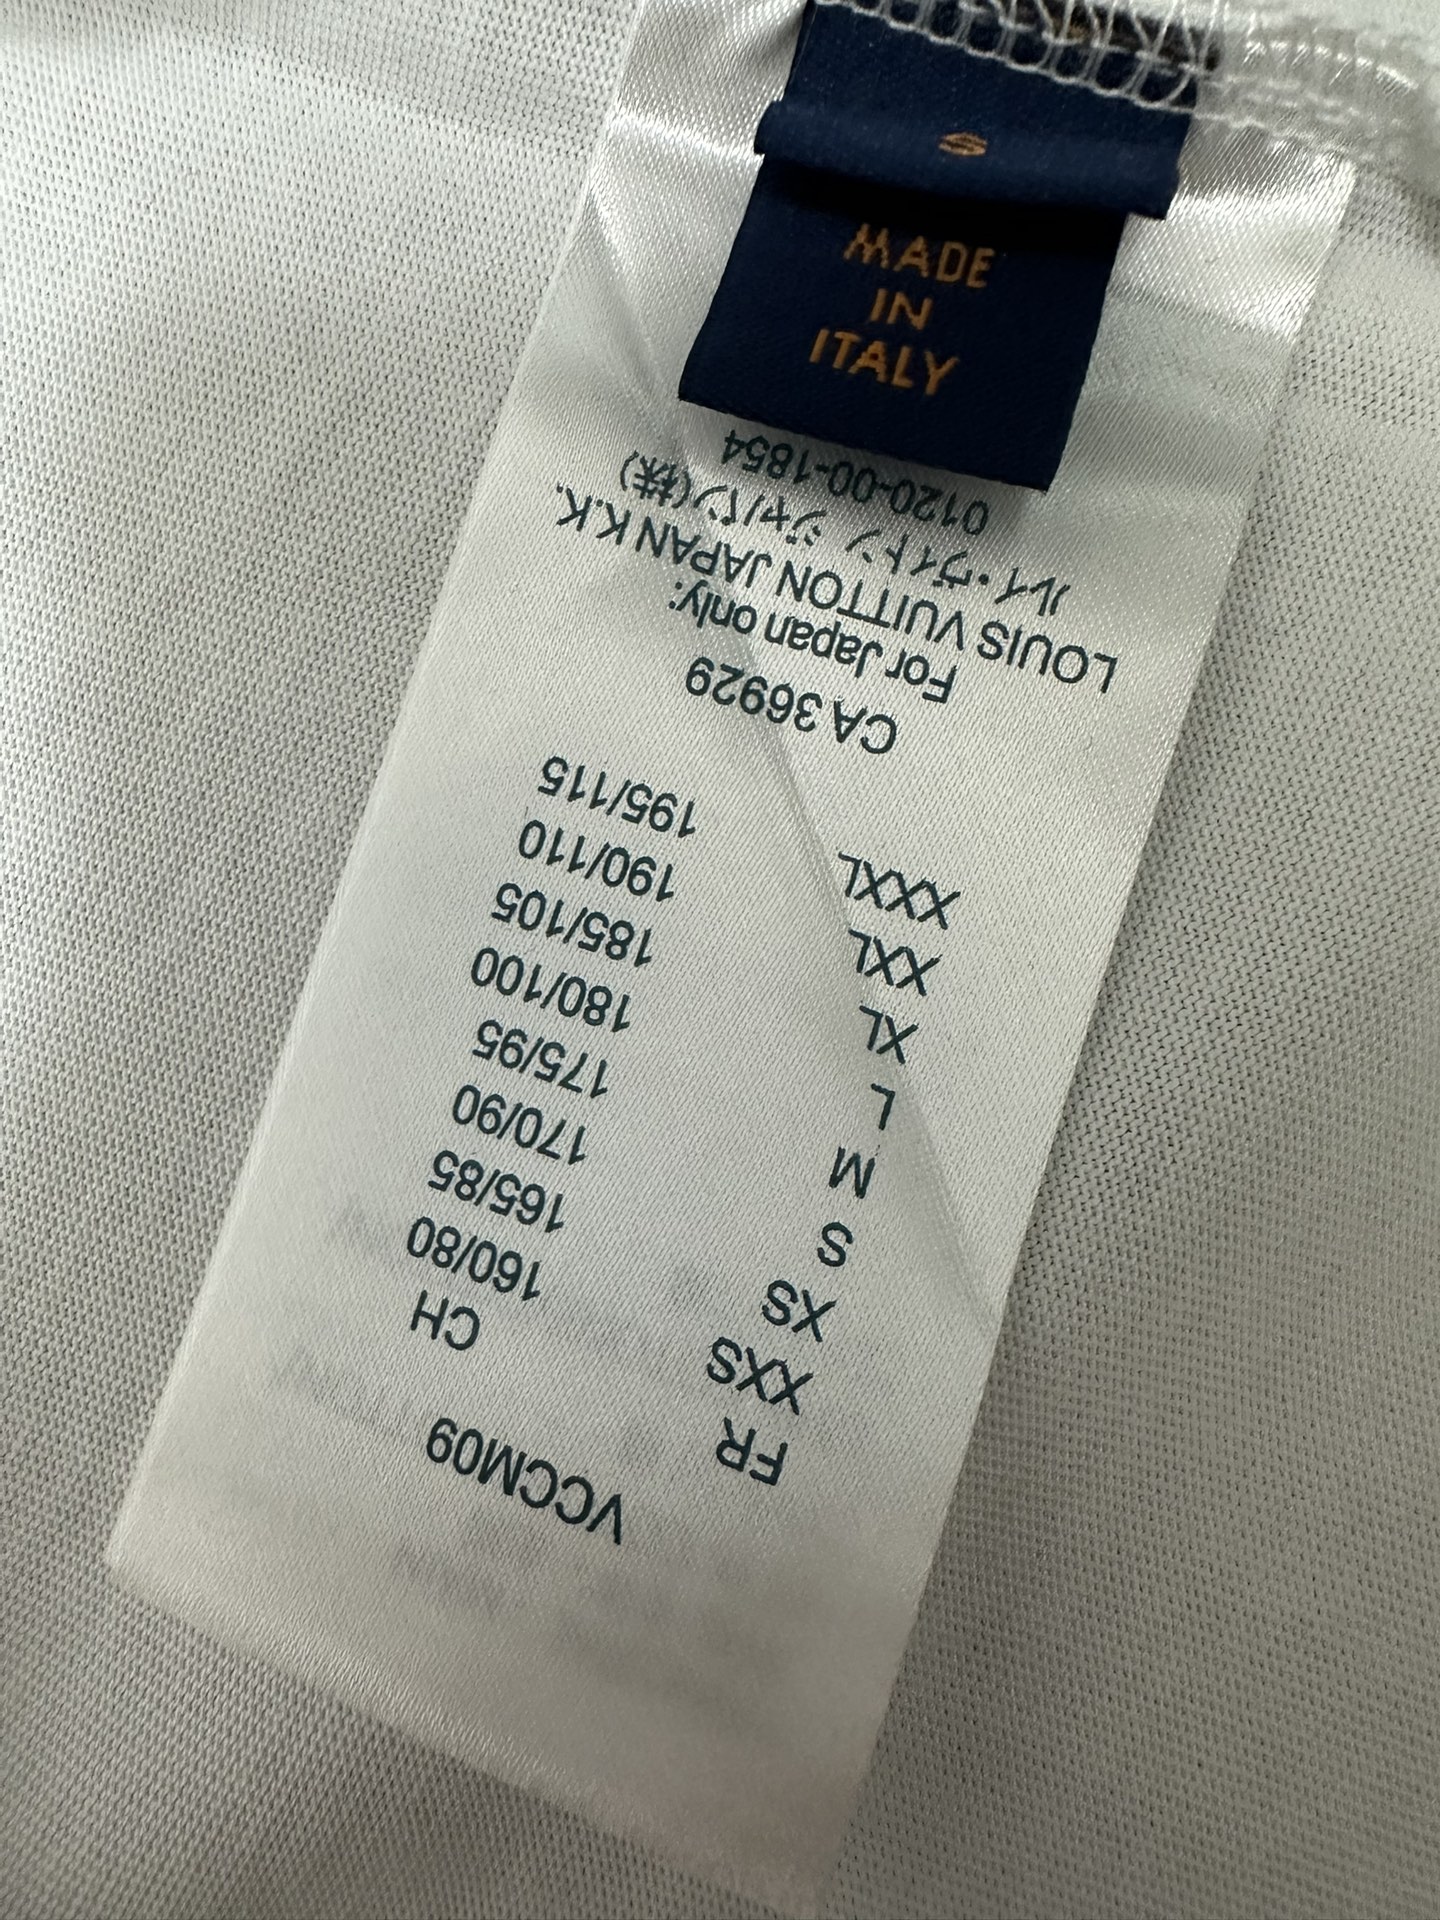 S
MADE
IN
ITALY
VCCM09
FR CH
XXS 160/80
XS 165/85
S 170/90
M 175/95
L 180/100
XL 185/105
XXL 190/110
XXXL 195/115
CA 36929
For Japan only:
LOUIS VUITTON JAPAN K.K.
ルイ・ヴィトン ジャパン(株)
0120-00-1854